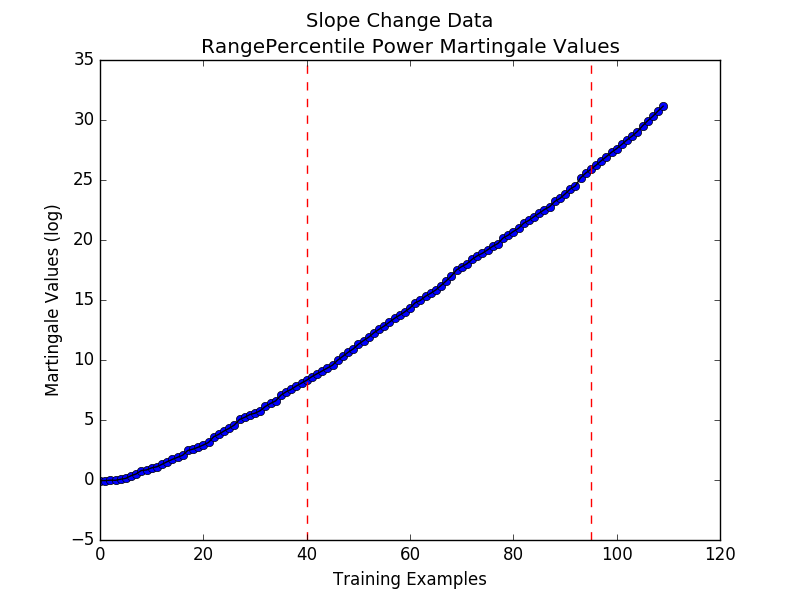 Slope Change Data
RangePercentile Power Martingale Values
35
30
25
20
15
10
5
0
−5
Martingale Values (log)
0 20 40 60 80 100 120
Training Examples